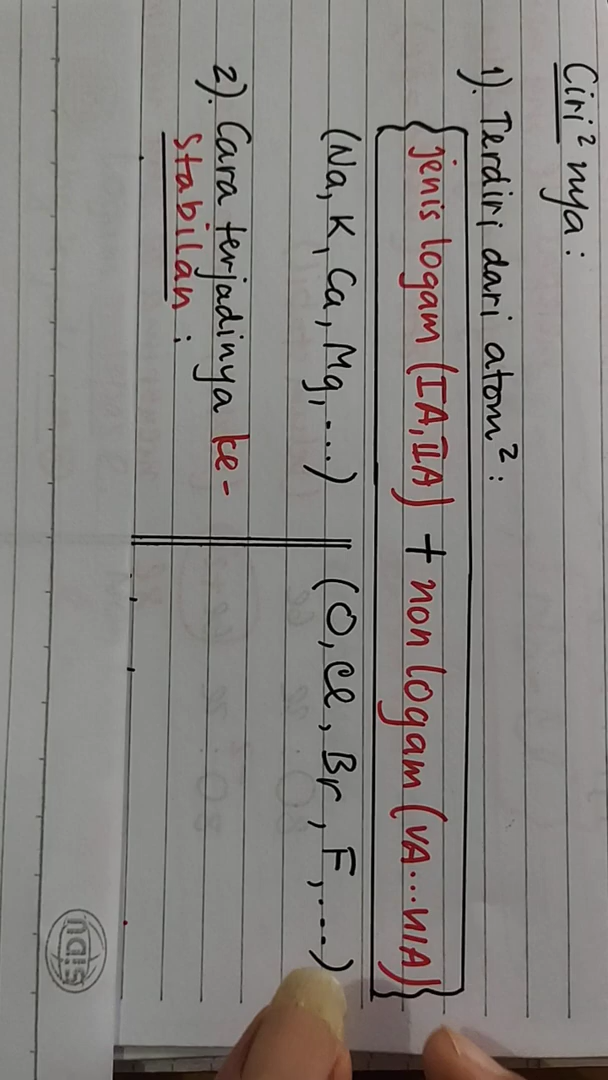 Ciri² nya :
1). Terdiri dari atom² :
{jenis logam (IA, IIA) + non logam (VA...VIIA)}
(Na, K, Ca, Mg, ...) (O, Cl, Br, F, ....)
2). Cara terjadinya ke-
stabilan :
nais